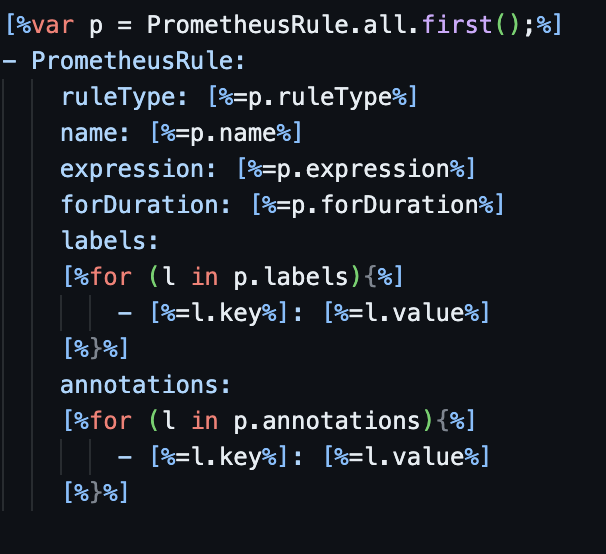 [%var p = PrometheusRule.all.first();%]
- PrometheusRule:
    ruleType: [%=p.ruleType%]
    name: [%=p.name%]
    expression: [%=p.expression%]
    forDuration: [%=p.forDuration%]
    labels:
    [%for (l in p.labels){%]
        - [%=l.key%]: [%=l.value%]
    [%}%]
    annotations:
    [%for (l in p.annotations){%]
        - [%=l.key%]: [%=l.value%]
    [%}%]